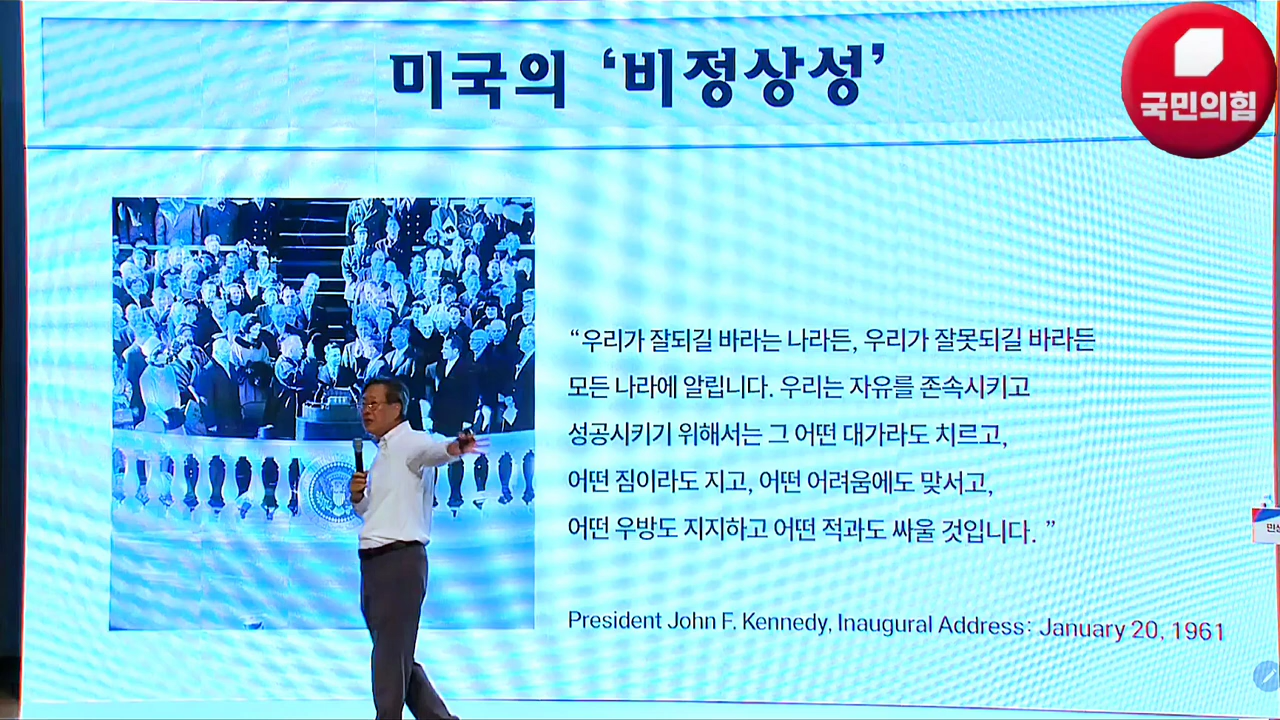 미국의 ‘비정상성’
국민의힘
“우리가 잘되길 바라는 나라든, 우리가 잘못되길 바라든
모든 나라에 알립니다. 우리는 자유를 존속시키고
성공시키기 위해서는 그 어떤 대가라도 치르고,
어떤 짐이라도 지고, 어떤 어려움에도 맞서고,
어떤 우방도 지지하고 어떤 적과도 싸울 것입니다. ”
President John F. Kennedy, Inaugural Address: January 20, 1961